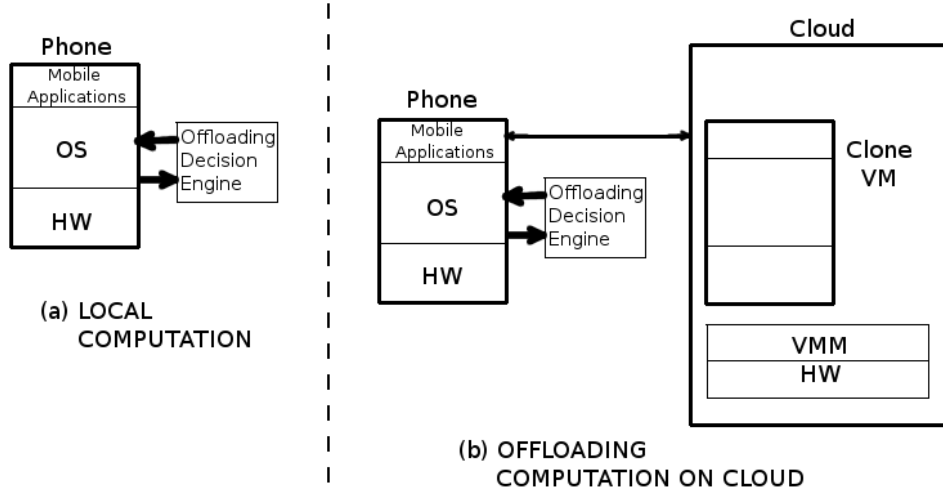 Phone
Mobile
Applications
OS
HW
Offloading
Decision
Engine
(a) LOCAL
COMPUTATION
Phone
Mobile
Applications
OS
HW
Offloading
Decision
Engine
Cloud
Clone
VM
VMM
HW
(b) OFFLOADING
COMPUTATION ON CLOUD